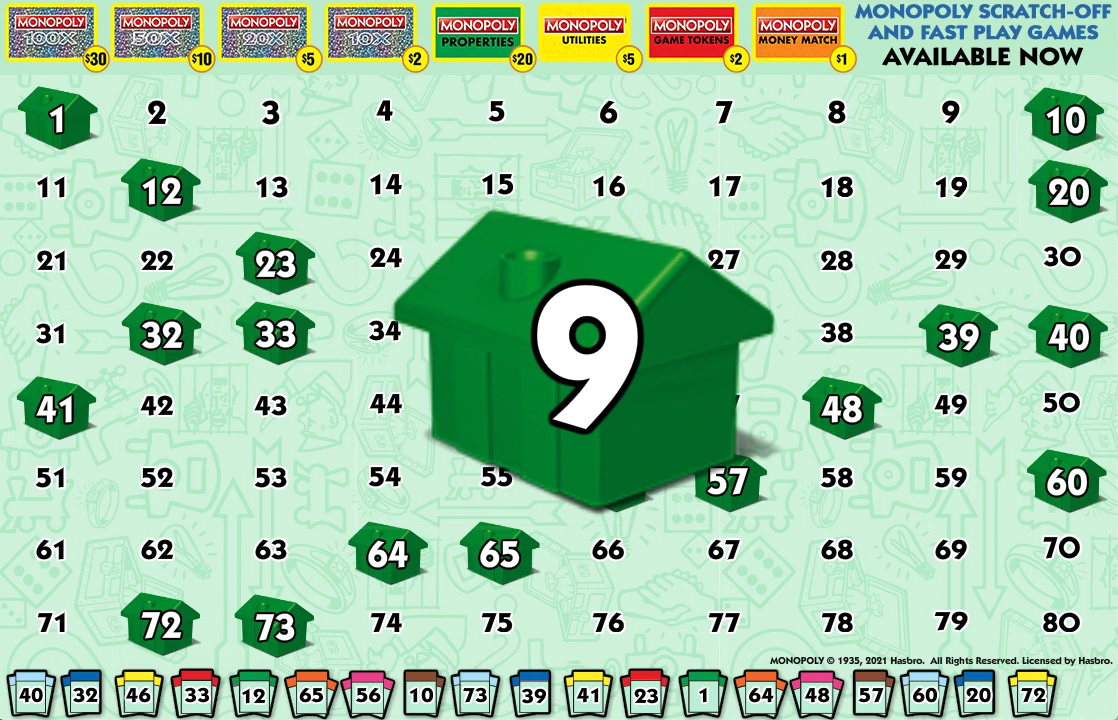 MONOPOLY MONOPOLY MONOPOLY MONOPOLY MONOPOLY MONOPOLY MONOPOLY MONOPOLY
100X 50X 20X 10X PROPERTIES UTILITIES GAME TOKENS MONEY MATCH
$30 $10 $5 $2 $20 $5 $2 $1
MONOPOLY SCRATCH-OFF
AND FAST PLAY GAMES
AVAILABLE NOW
1 2 3 4 5 6 7 8 9 10
11 12 13 14 15 16 17 18 19 20
21 22 23 24 27 28 29 30
9
31 32 33 34 38 39 40
41 42 43 44 48 49 50
51 52 53 54 55 57 58 59 60
61 62 63 64 65 66 67 68 69 70
71 72 73 74 75 76 77 78 79 80
MONOPOLY © 1935, 2021 Hasbro. All Rights Reserved. Licensed by Hasbro.
40 32 46 33 12 65 56 10 73 39 41 23 1 64 48 57 60 20 72